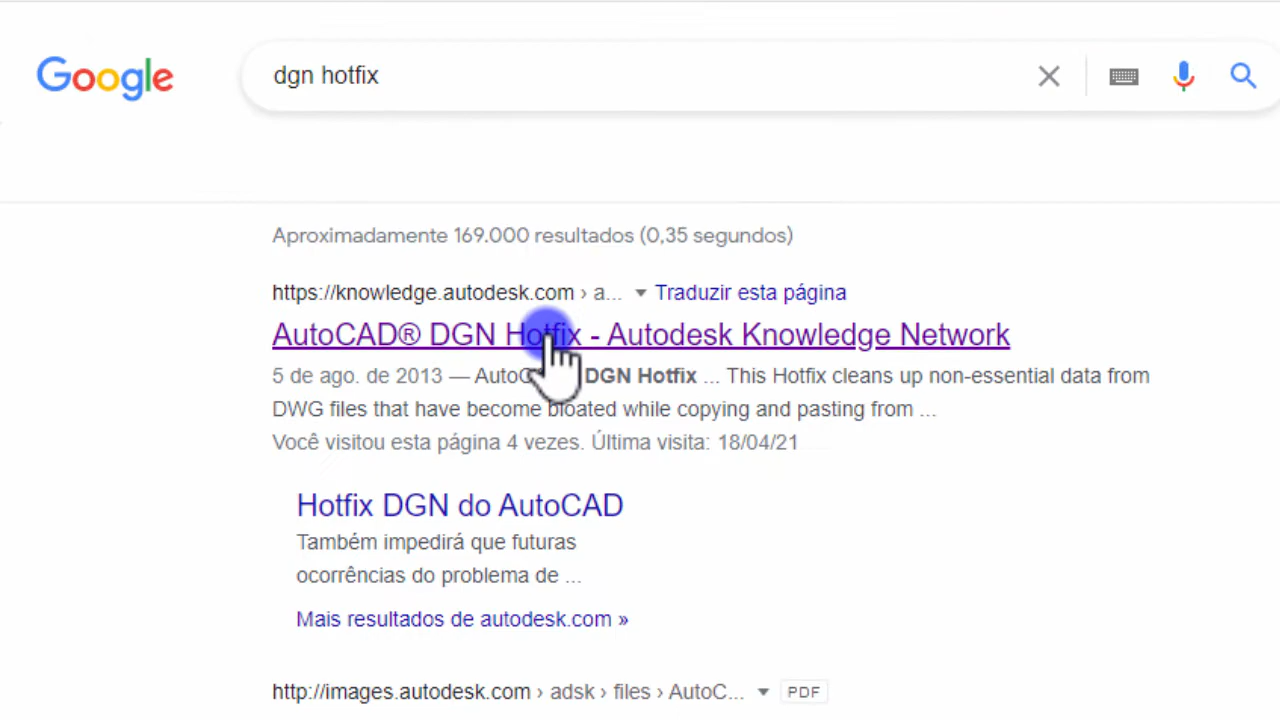 Google
dgn hotfix
Aproximadamente 169.000 resultados (0,35 segundos)
https://knowledge.autodesk.com › a... Traduzir esta página
AutoCAD® DGN Hotfix - Autodesk Knowledge Network
5 de ago. de 2013 — AutoC DGN Hotfix ... This Hotfix cleans up non-essential data from
DWG files that have become bloated while copying and pasting from ...
Você visitou esta página 4 vezes. Última visita: 18/04/21
Hotfix DGN do AutoCAD
Também impedirá que futuras
ocorrências do problema de ...
Mais resultados de autodesk.com »
http://images.autodesk.com › adsk › files › AutoC... PDF